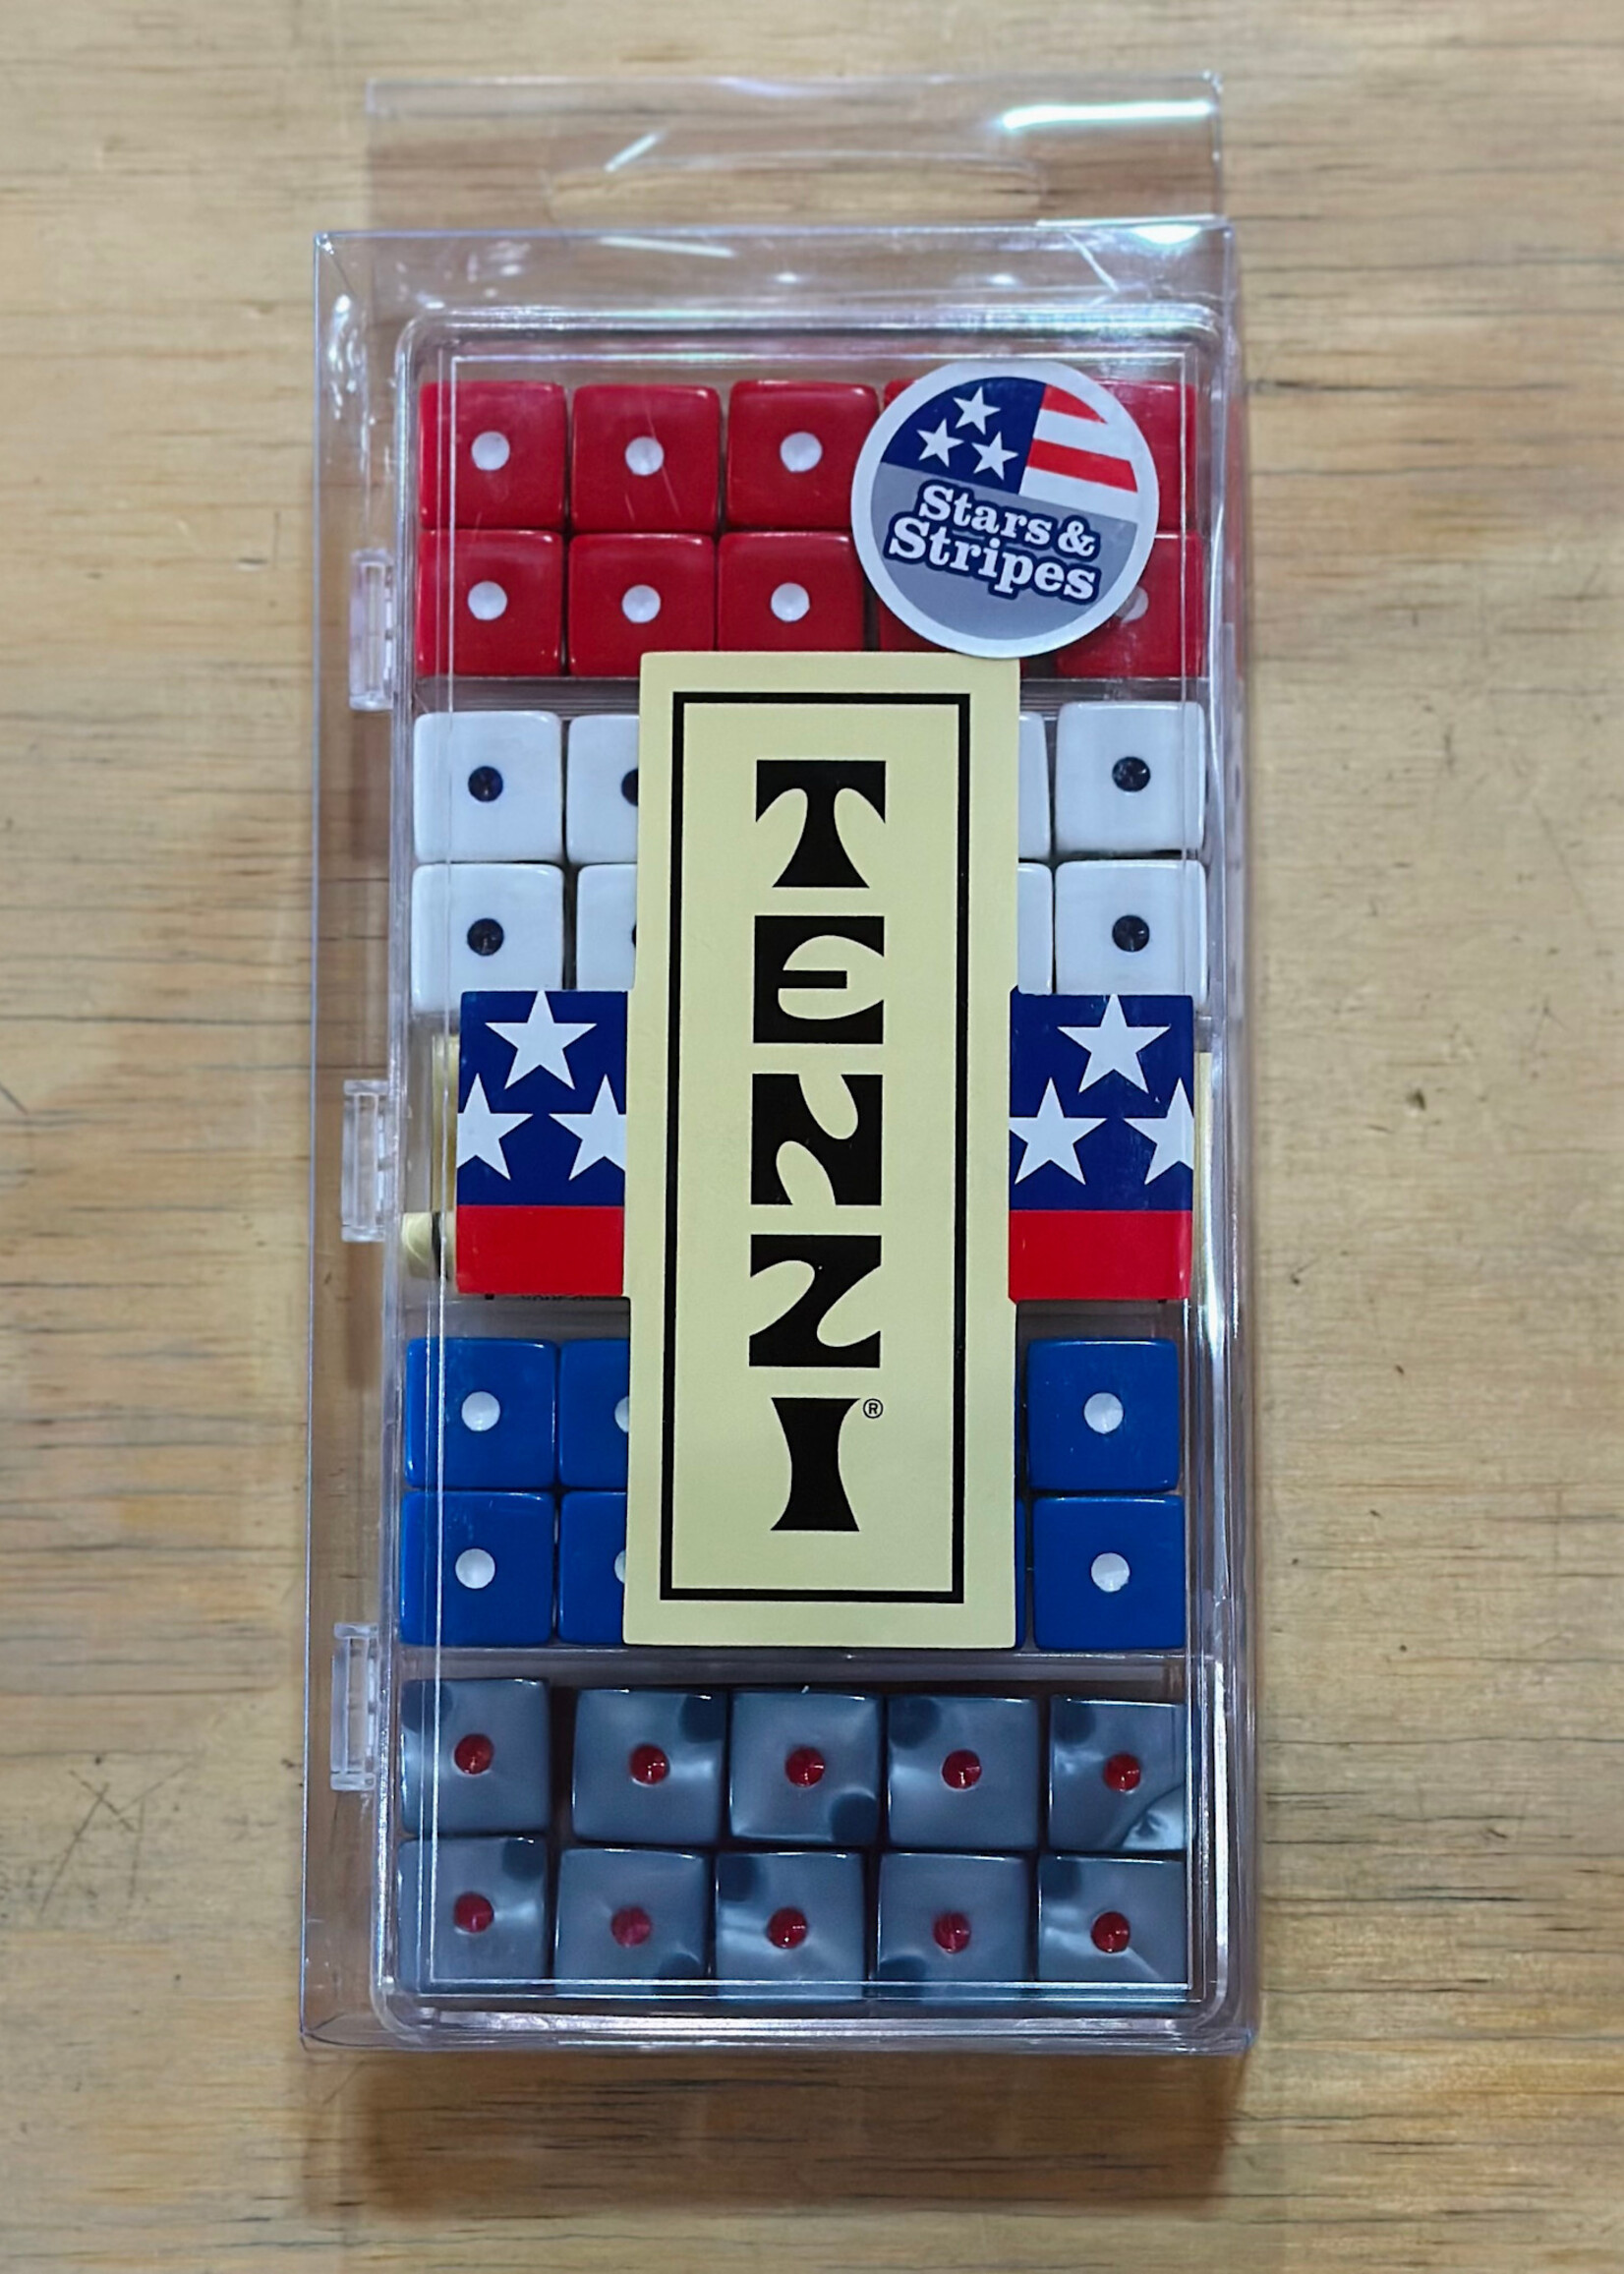 Stars &
Stripes
TENZI®